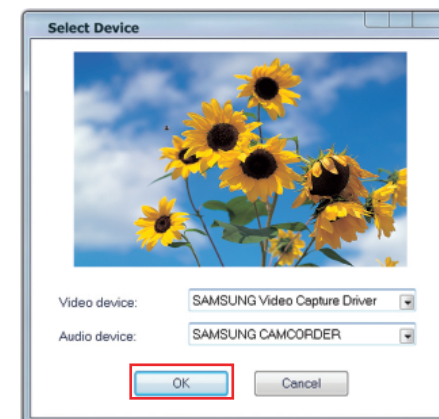 Select Device
Video device: SAMSUNG Video Capture Driver
Audio device: SAMSUNG CAMCORDER
OK Cancel